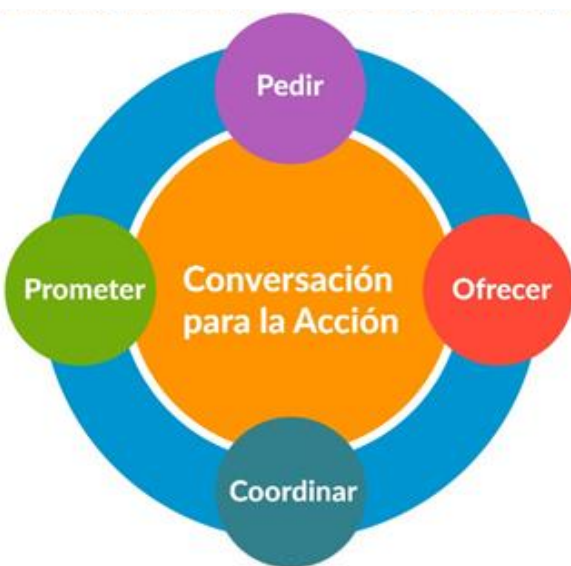 Pedir
Prometer
Conversación
para la Acción
Ofrecer
Coordinar